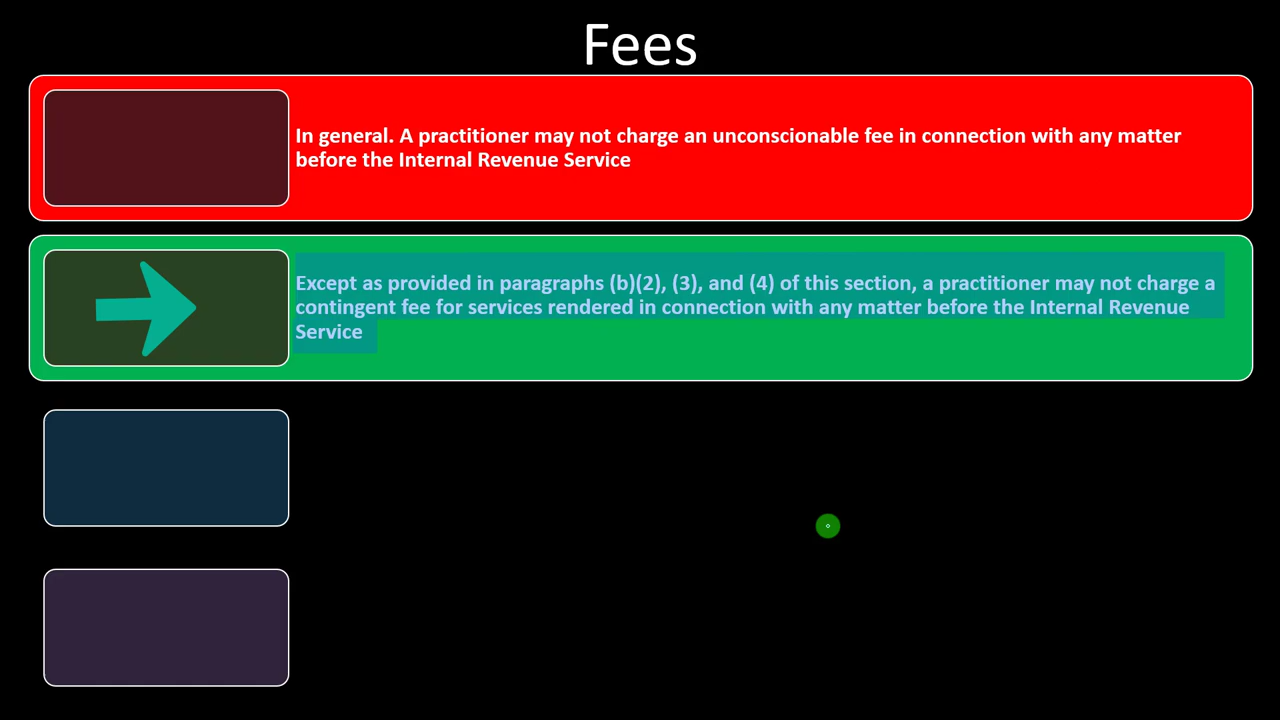 Fees
In general. A practitioner may not charge an unconscionable fee in connection with any matter
before the Internal Revenue Service
Except as provided in paragraphs (b)(2), (3), and (4) of this section, a practitioner may not charge a
contingent fee for services rendered in connection with any matter before the Internal Revenue
Service